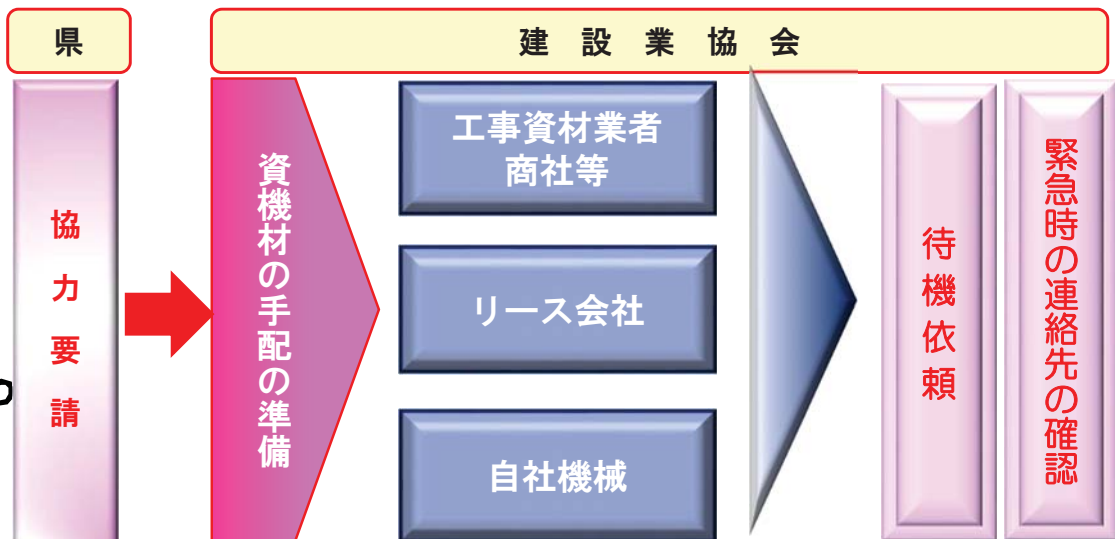 県
建設業協会
協力要請
資機材の手配の準備
工事資材業者
商社等
リース会社
自社機械
待機依頼
緊急時の連絡先の確認